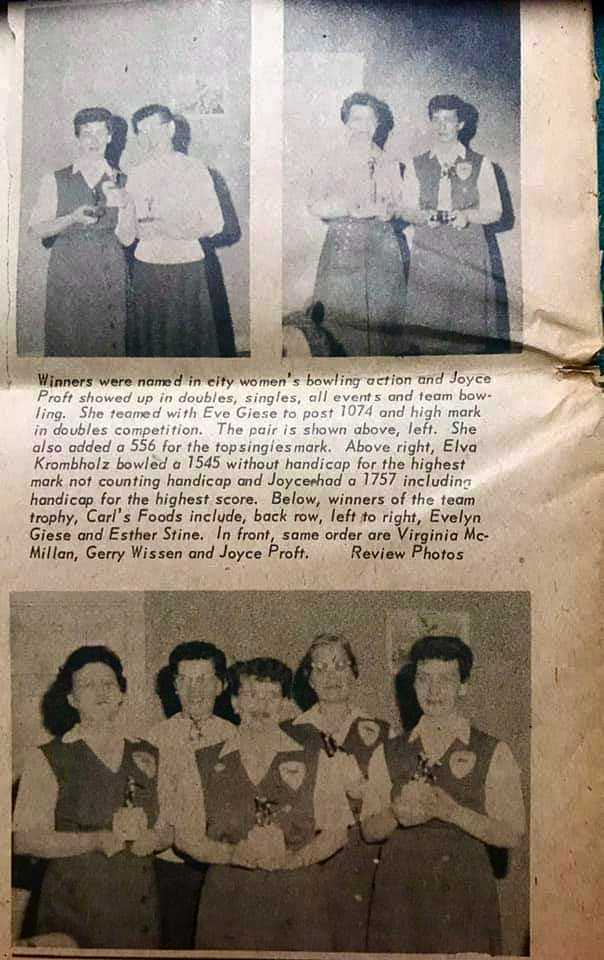 Winners were named in city women's bowling action and Joyce
Proft showed up in doubles, singles, all events and team bow-
ling. She teamed with Eve Giese to post 1074 and high mark
in doubles competition. The pair is shown above, left. She
also added a 556 for the topsinglesmark. Above right, Elva
Krombholz bowled a 1545 without handicap for the highest
mark not counting handicap and Joyce had a 1757 including
handicap for the highest score. Below, winners of the team
trophy, Carl's Foods include, back row, left to right, Evelyn
Giese and Esther Stine. In front, same order are Virginia Mc-
Millan, Gerry Wissen and Joyce Proft. Review Photos